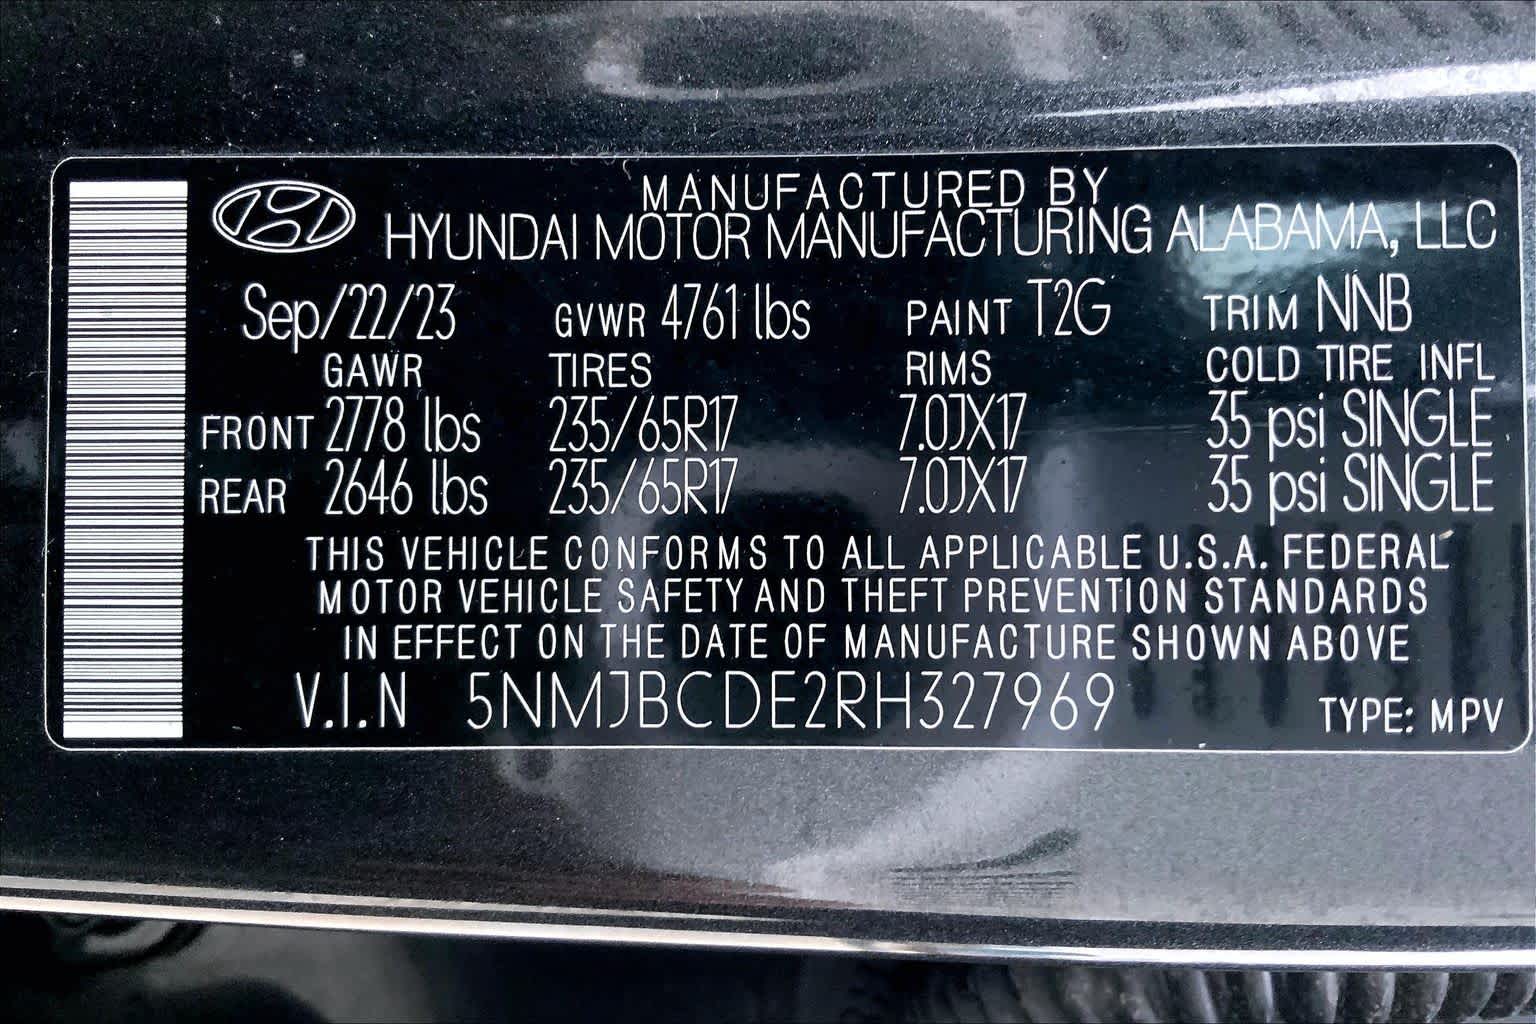 MANUFACTURED BY
HYUNDAI MOTOR MANUFACTURING ALABAMA, LLC
Sep/22/23 GVWR 4761 lbs PAINT T2G TRIM NNB
GAWR TIRES RIMS COLD TIRE INFL
FRONT 2778 lbs 235/65R17 7.0JX17 35 psi SINGLE
REAR 2646 lbs 235/65R17 7.0JX17 35 psi SINGLE
THIS VEHICLE CONFORMS TO ALL APPLICABLE U.S.A. FEDERAL
MOTOR VEHICLE SAFETY AND THEFT PREVENTION STANDARDS
IN EFFECT ON THE DATE OF MANUFACTURE SHOWN ABOVE
V.I.N 5NMJBCDE2RH327969 TYPE: MPV